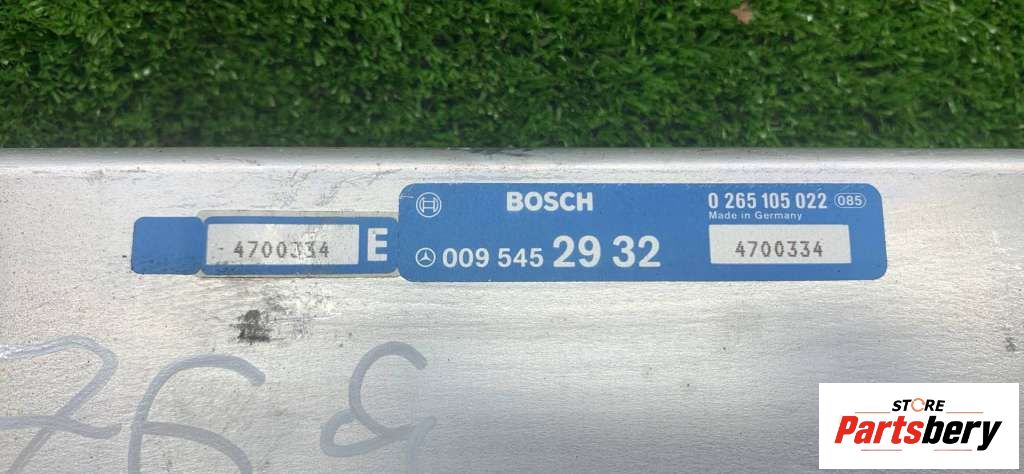 BOSCH 0 265 105 022 085
Made in Germany
4700334 E 009 545 29 32 4700334
STORE
Partsbery